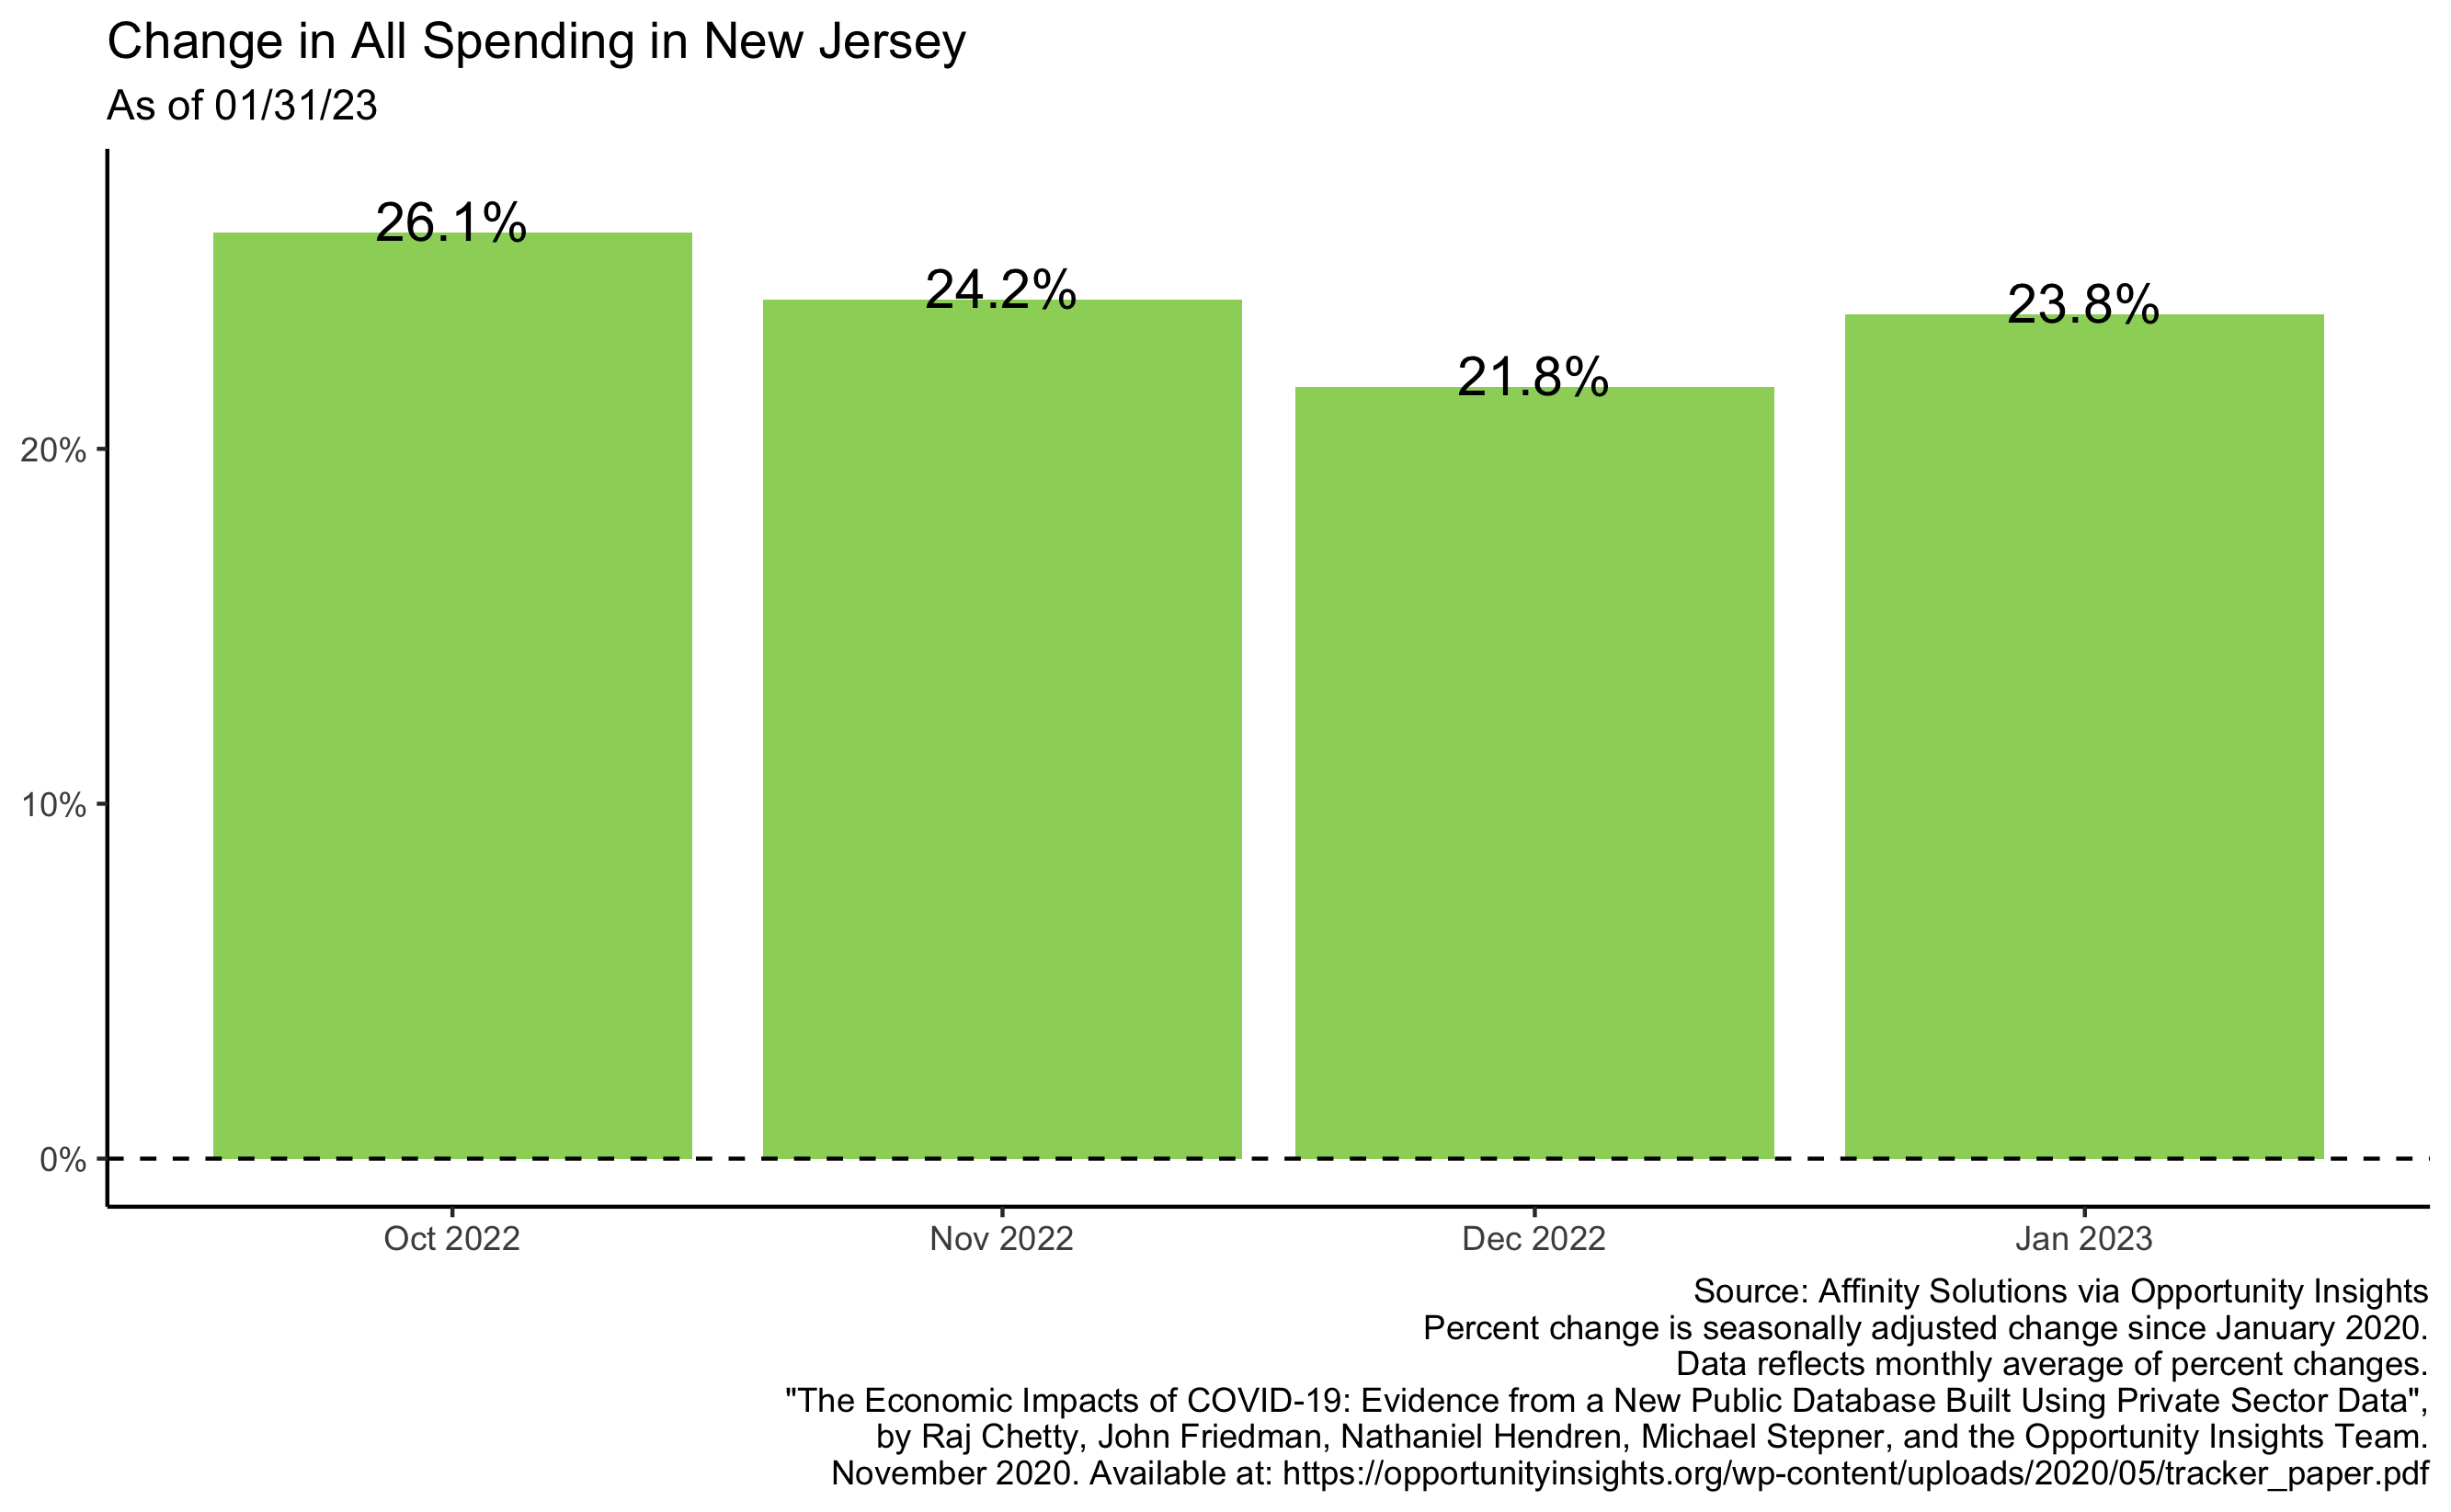 Change in All Spending in New Jersey
As of 01/31/23
26.1%
24.2%
21.8%
23.8%
20%
10%
0%
Oct 2022
Nov 2022
Dec 2022
Jan 2023
Source: Affinity Solutions via Opportunity Insights
Percent change is seasonally adjusted change since January 2020.
Data reflects monthly average of percent changes.
"The Economic Impacts of COVID-19: Evidence from a New Public Database Built Using Private Sector Data",
by Raj Chetty, John Friedman, Nathaniel Hendren, Michael Stepner, and the Opportunity Insights Team.
November 2020. Available at: https://opportunityinsights.org/wp-content/uploads/2020/05/tracker_paper.pdf